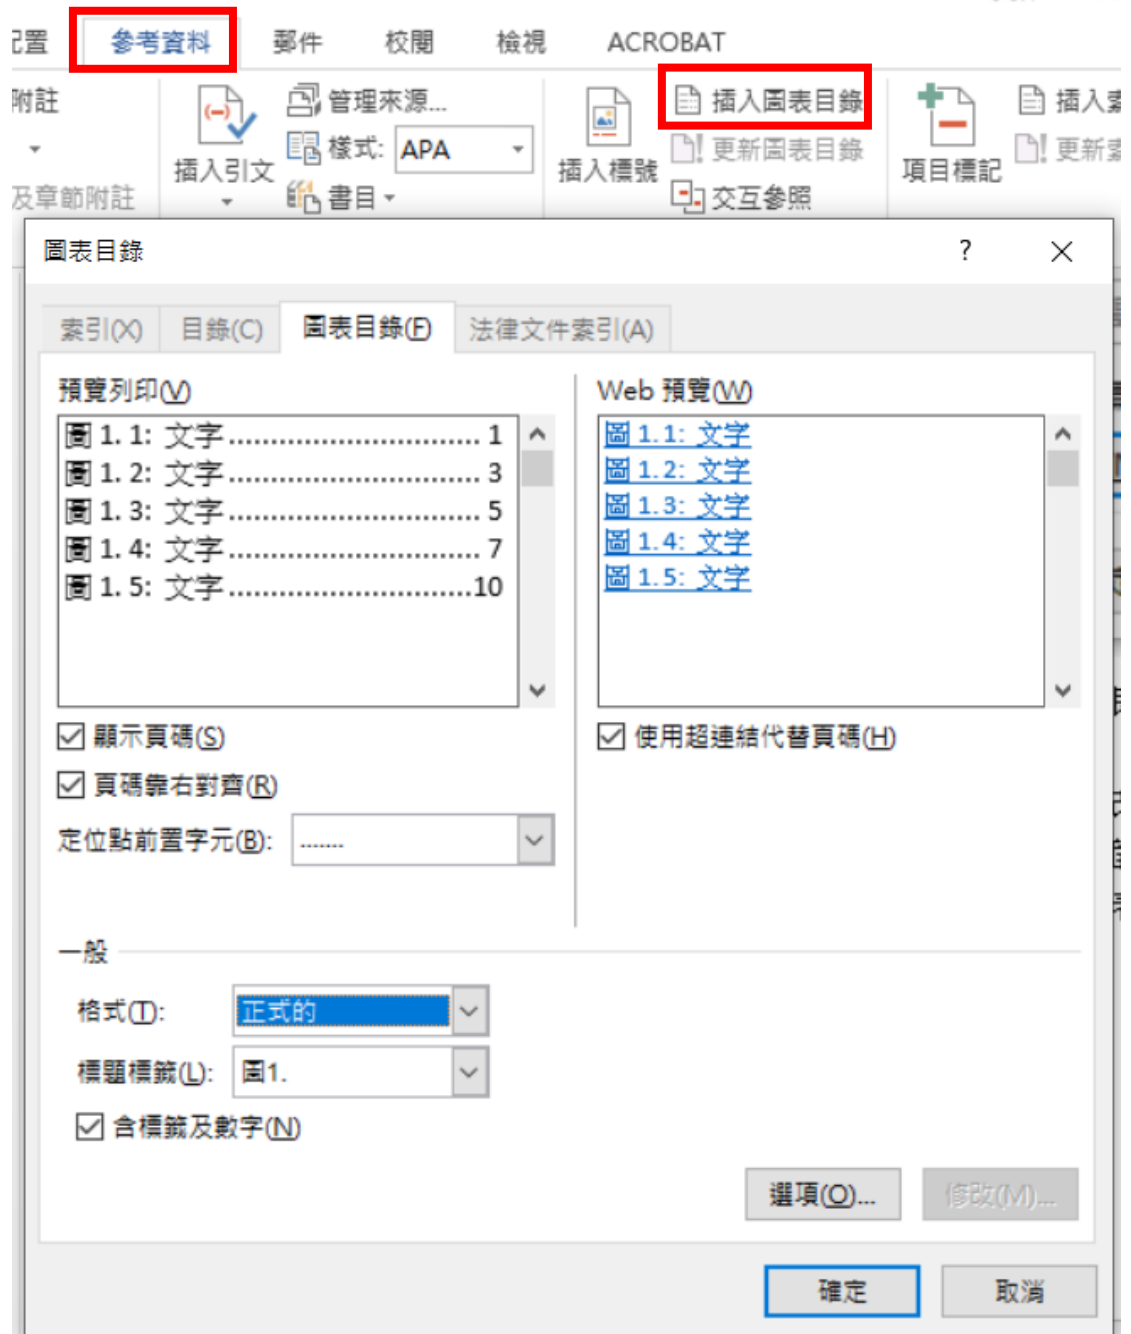 參考資料 郵件 校閱 檢視 ACROBAT
附註 管理來源... 插入圖表目錄
樣式: APA 更新圖表目錄
插入引文 插入標號 項目標記
及章節附註 書目 交互參照
圖表目錄 ?
索引(X) 目錄(C) 圖表目錄(F) 法律文件索引(A)
預覽列印(V) Web 預覽(W)
圖 1. 1: 文字 .............................. 1
圖 1. 2: 文字 .............................. 3
圖 1. 3: 文字 .............................. 5
圖 1. 4: 文字 .............................. 7
圖 1. 5: 文字 .............................10
圖 1.1: 文字
圖 1.2: 文字
圖 1.3: 文字
圖 1.4: 文字
圖 1.5: 文字
顯示頁碼(S) 使用超連結代替頁碼(H)
頁碼靠右對齊(R)
定位點前置字元(B): .......
一般
格式(T): 正式的
標題標籤(L): 圖1.
含標籤及數字(N)
選項(O)... 修改(M)...
確定 取消